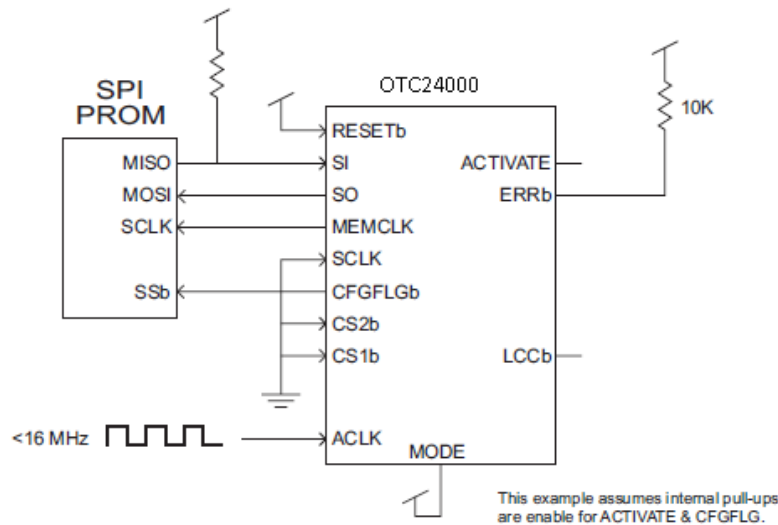 OTC24000
SPI
PROM
10K
RESETb
MISO
SI
ACTIVATE
MOSI
SO
ERRb
SCLK
MEMCLK
SCLK
SSb
CFGFLGb
CS2b
CS1b
LCCb
<16 MHz
ACLK
MODE
This example assumes internal pull-ups
are enable for ACTIVATE & CFGFLG.